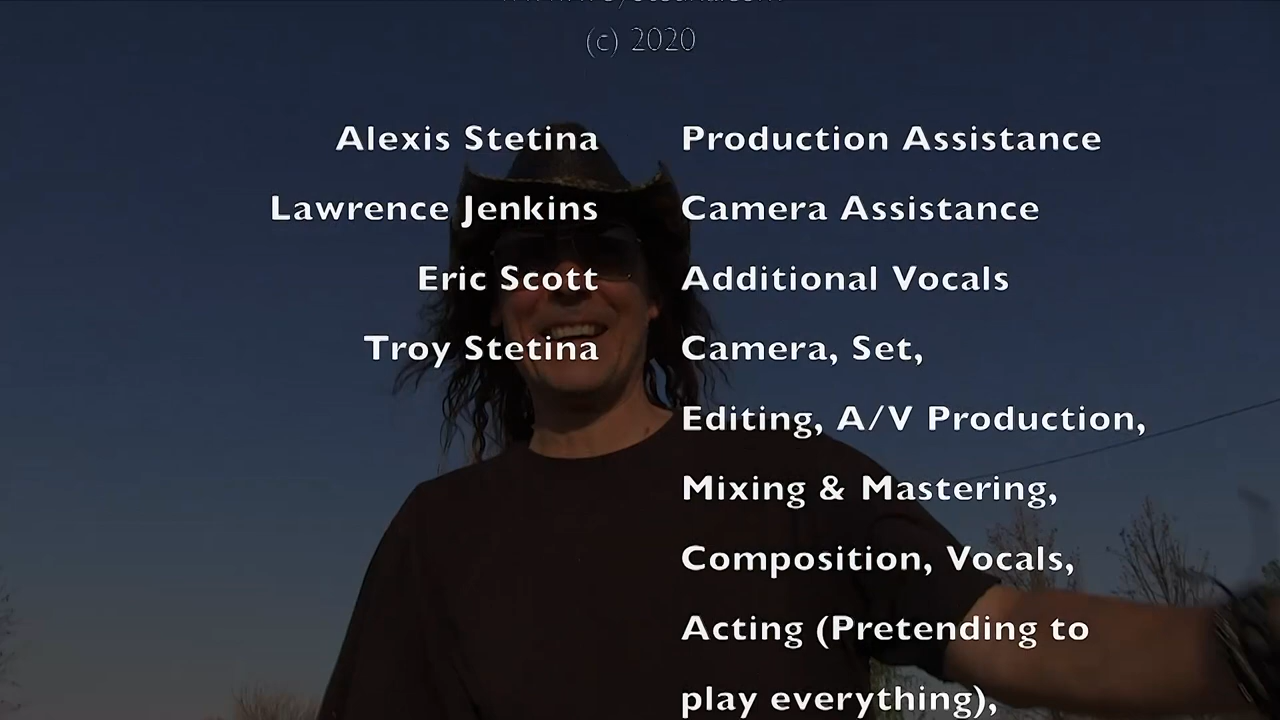 (c) 2020
Alexis Stetina Production Assistance
Lawrence Jenkins Camera Assistance
Eric Scott Additional Vocals
Troy Stetina Camera, Set,
Editing, A/V Production,
Mixing & Mastering,
Composition, Vocals,
Acting (Pretending to
play everything),